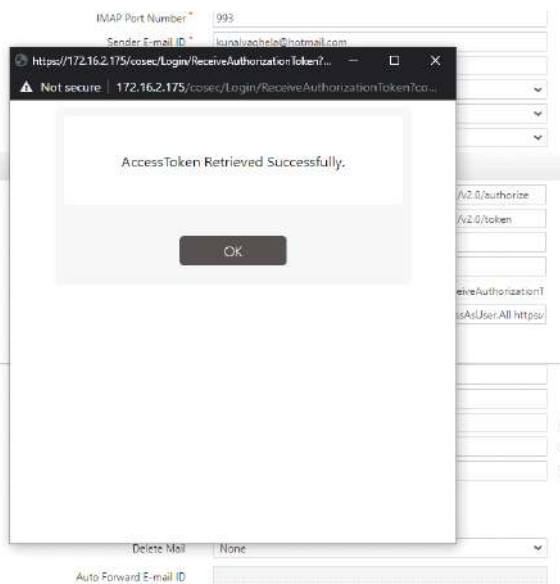 IMAP Port Number *
993
Sender E-mail ID *
kunalvaghela@hotmail.com
https://172.16.2.175/cosec/Login/ReceiveAuthorizationToken?...
Not secure | 172.16.2.175/cosec/Login/ReceiveAuthorizationToken?co...
AccessToken Retrieved Successfully.
/v2.0/authorize
/v2.0/token
OK
eiveAuthorizationT
ssAsUser.All https:/
Delete Mail
None
Auto Forward E-mail ID